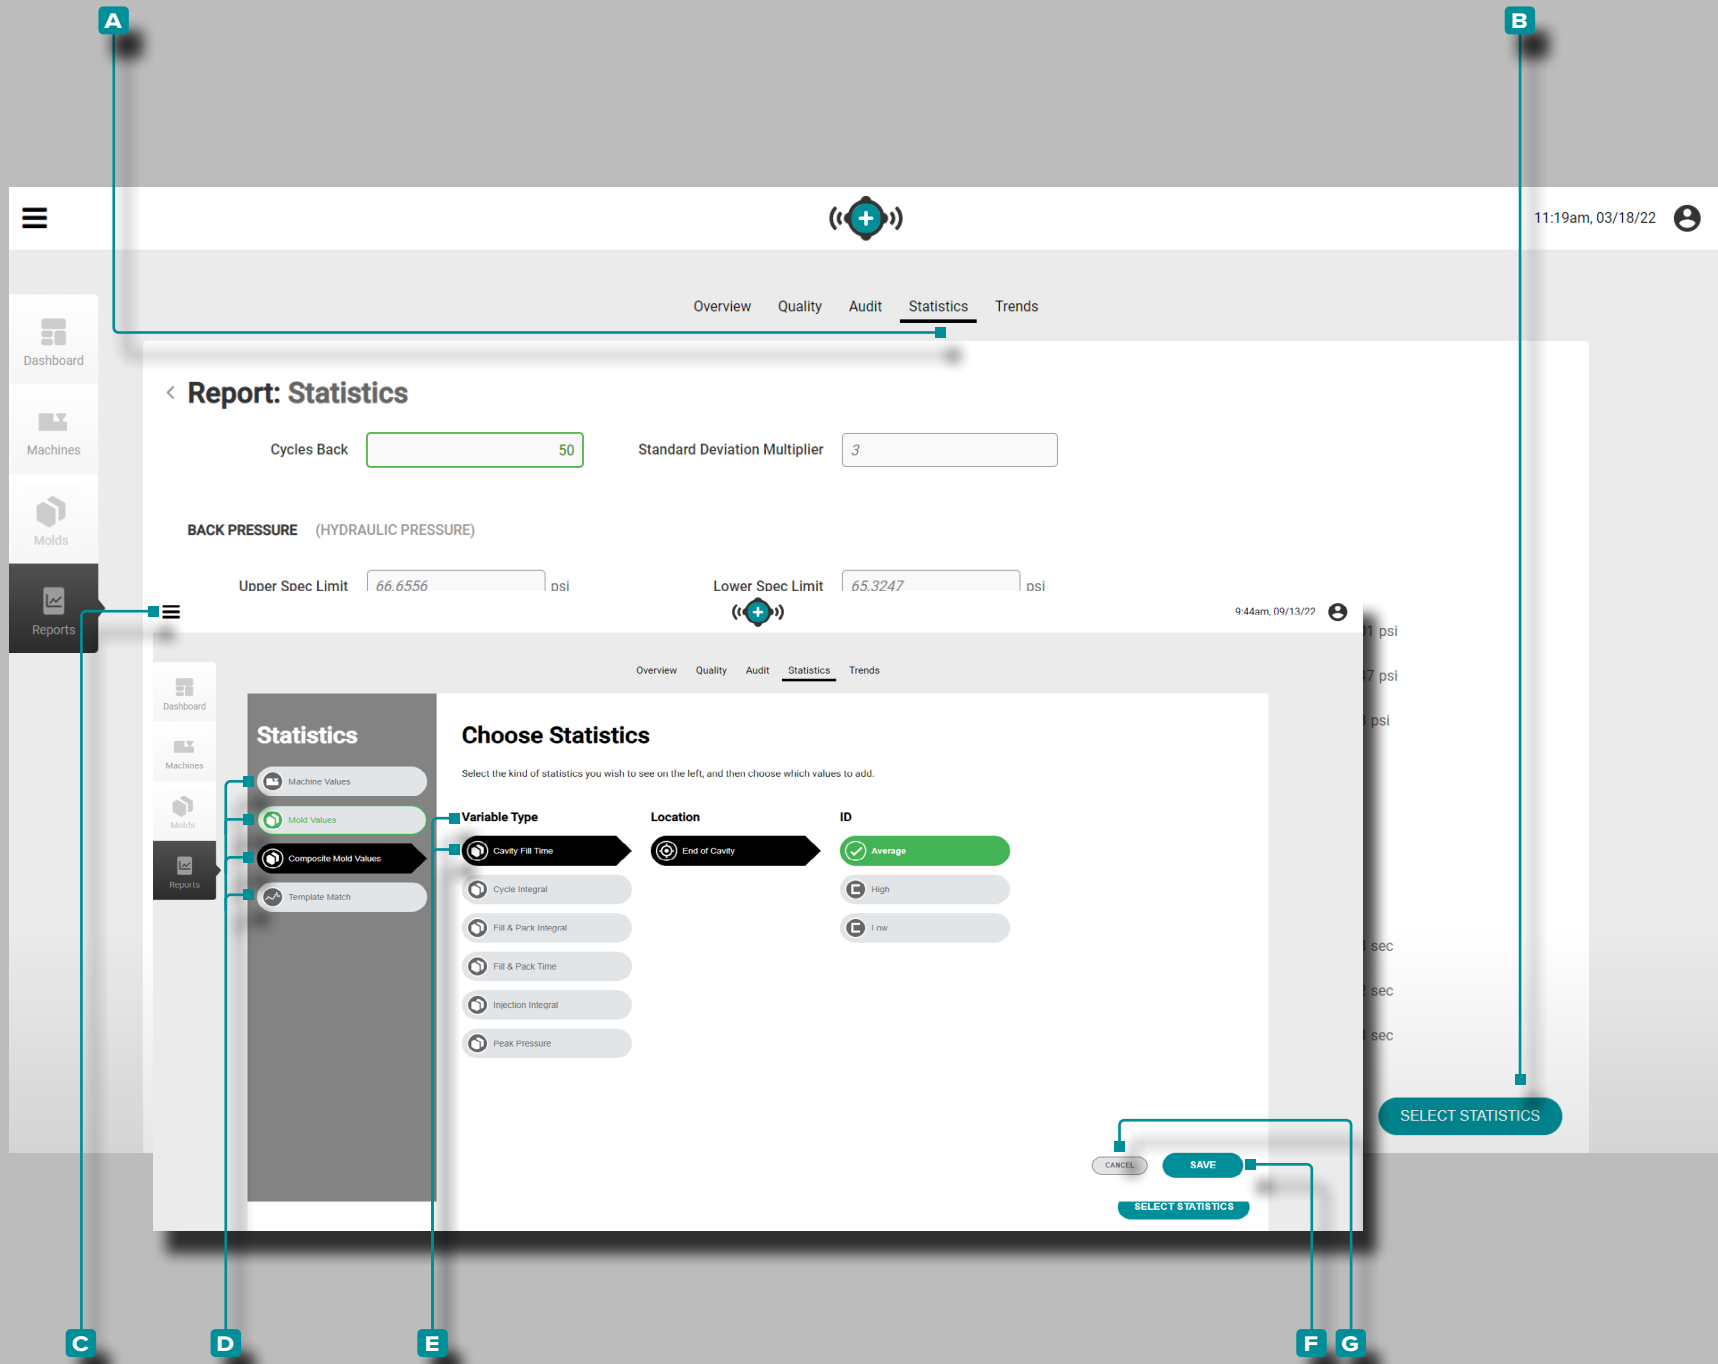 A
B
11:19am, 03/18/22
Overview Quality Audit Statistics Trends
Dashboard
Machines
Molds
Reports
Report: Statistics
Cycles Back 50 Standard Deviation Multiplier 3
BACK PRESSURE (HYDRAULIC PRESSURE)
Upper Spec Limit 66.6556 psi Lower Spec Limit 65.3247 psi
psi
psi
psi
sec
sec
sec
SELECT STATISTICS
9:44am, 09/13/22
Overview Quality Audit Statistics Trends
Dashboard
Machines
Molds
Reports
Statistics
Machine Values
Mold Values
Composite Mold Values
Template Match
Choose Statistics
Select the kind of statistics you wish to see on the left, and then choose which values to add.
Variable Type Location ID
Cavity Fill Time End of Cavity Average
Cycle Integral High
Fill & Pack Integral Low
Fill & Pack Time
Injection Integral
Peak Pressure
CANCEL SAVE
SELECT STATISTICS
C D E F G